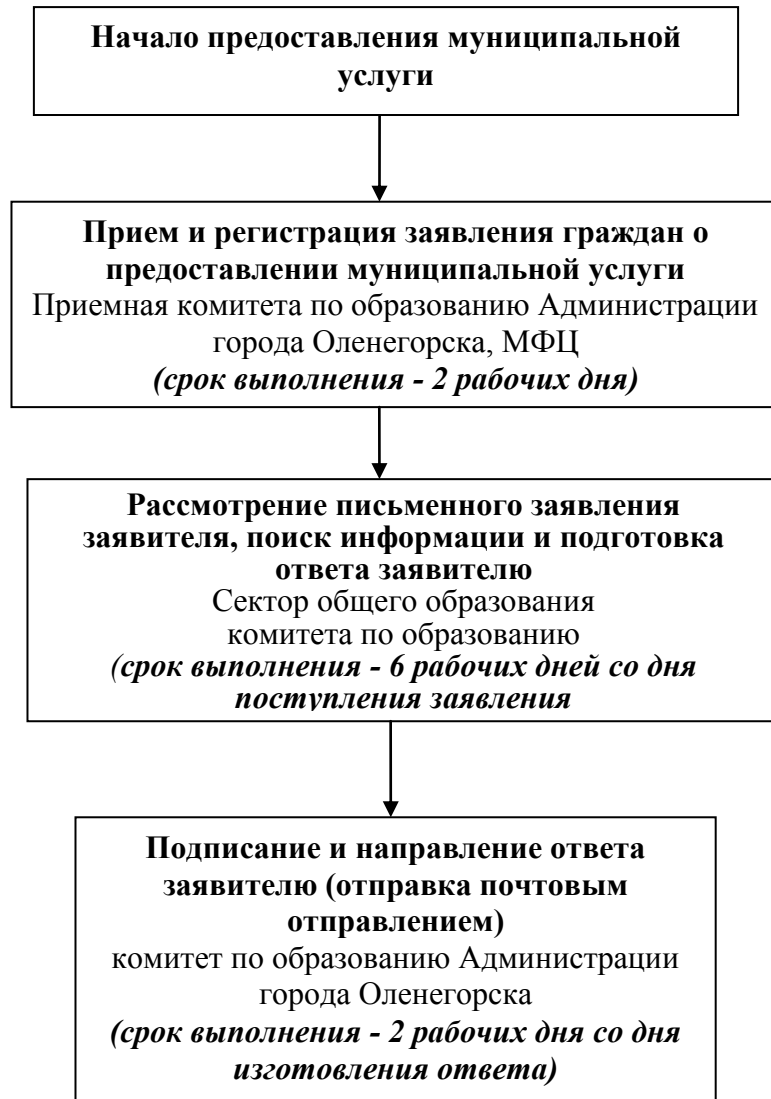 Начало предоставления муниципальной
услуги
Прием и регистрация заявления граждан о
предоставлении муниципальной услуги
Приемная комитета по образованию Администрации
города Оленегорска, МФЦ
(срок выполнения - 2 рабочих дня)
Рассмотрение письменного заявления
заявителя, поиск информации и подготовка
ответа заявителю
Сектор общего образования
комитета по образованию
(срок выполнения - 6 рабочих дней со дня
поступления заявления
Подписание и направление ответа
заявителю (отправка почтовым
отправлением)
комитет по образованию Администрации
города Оленегорска
(срок выполнения - 2 рабочих дня со дня
изготовления ответа)